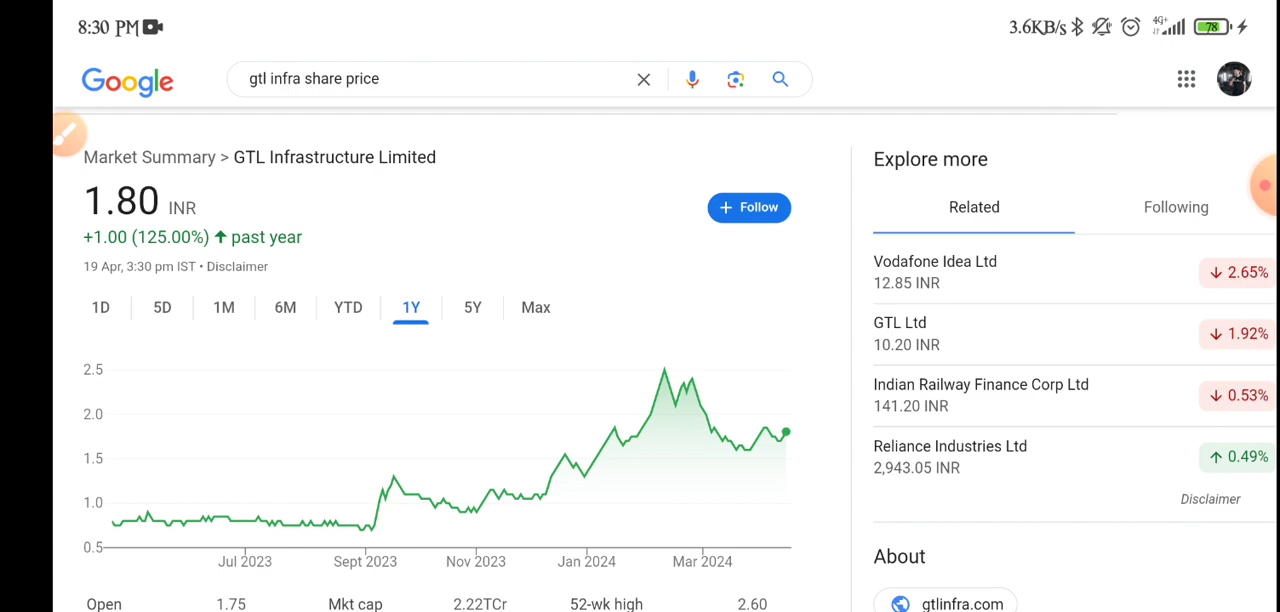 8:30 PM
3.6KB/s 4G+ 78
Google
gtl infra share price
Market Summary > GTL Infrastructure Limited
1.80 INR
+ Follow
+1.00 (125.00%) ↑ past year
19 Apr, 3:30 pm IST • Disclaimer
1D 5D 1M 6M YTD 1Y 5Y Max
2.5
2.0
1.5
1.0
0.5
Jul 2023 Sept 2023 Nov 2023 Jan 2024 Mar 2024
Open 1.75 Mkt cap 2.22TCr 52-wk high 2.60
Explore more
Related Following
Vodafone Idea Ltd
12.85 INR
↓ 2.65%
GTL Ltd
10.20 INR
↓ 1.92%
Indian Railway Finance Corp Ltd
141.20 INR
↓ 0.53%
Reliance Industries Ltd
2,943.05 INR
↑ 0.49%
Disclaimer
About
gtlinfra.com